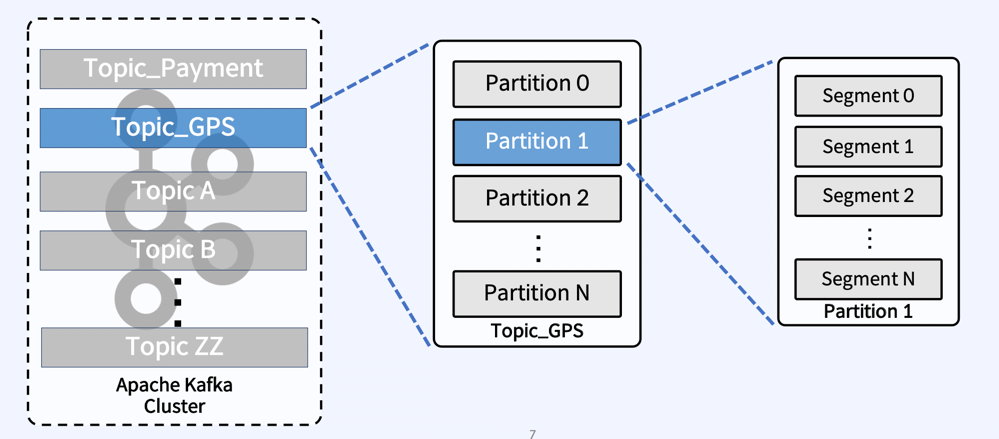 Topic_Payment
Topic_GPS
Topic A
Topic B
Topic ZZ
Apache Kafka
Cluster
Partition 0
Partition 1
Partition 2
Partition N
Topic_GPS
Segment 0
Segment 1
Segment 2
Segment N
Partition 1
7